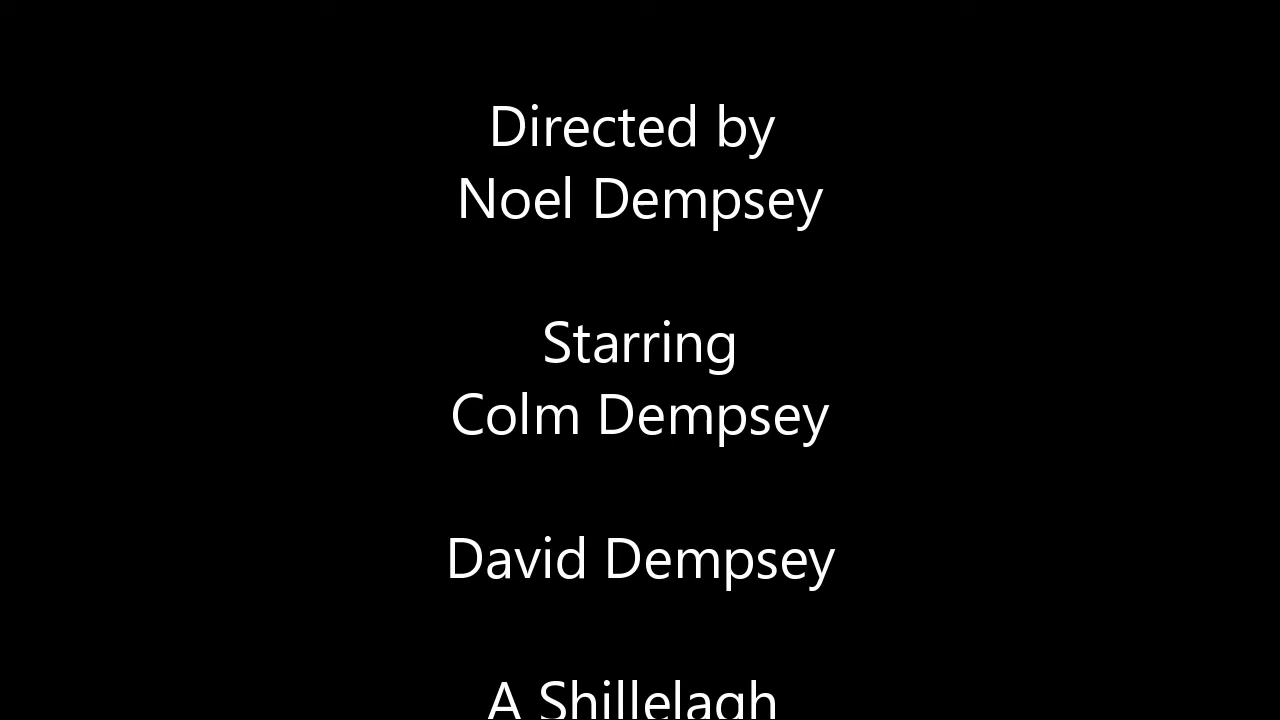 Directed by
Noel Dempsey
Starring
Colm Dempsey
David Dempsey
A Shillelagh